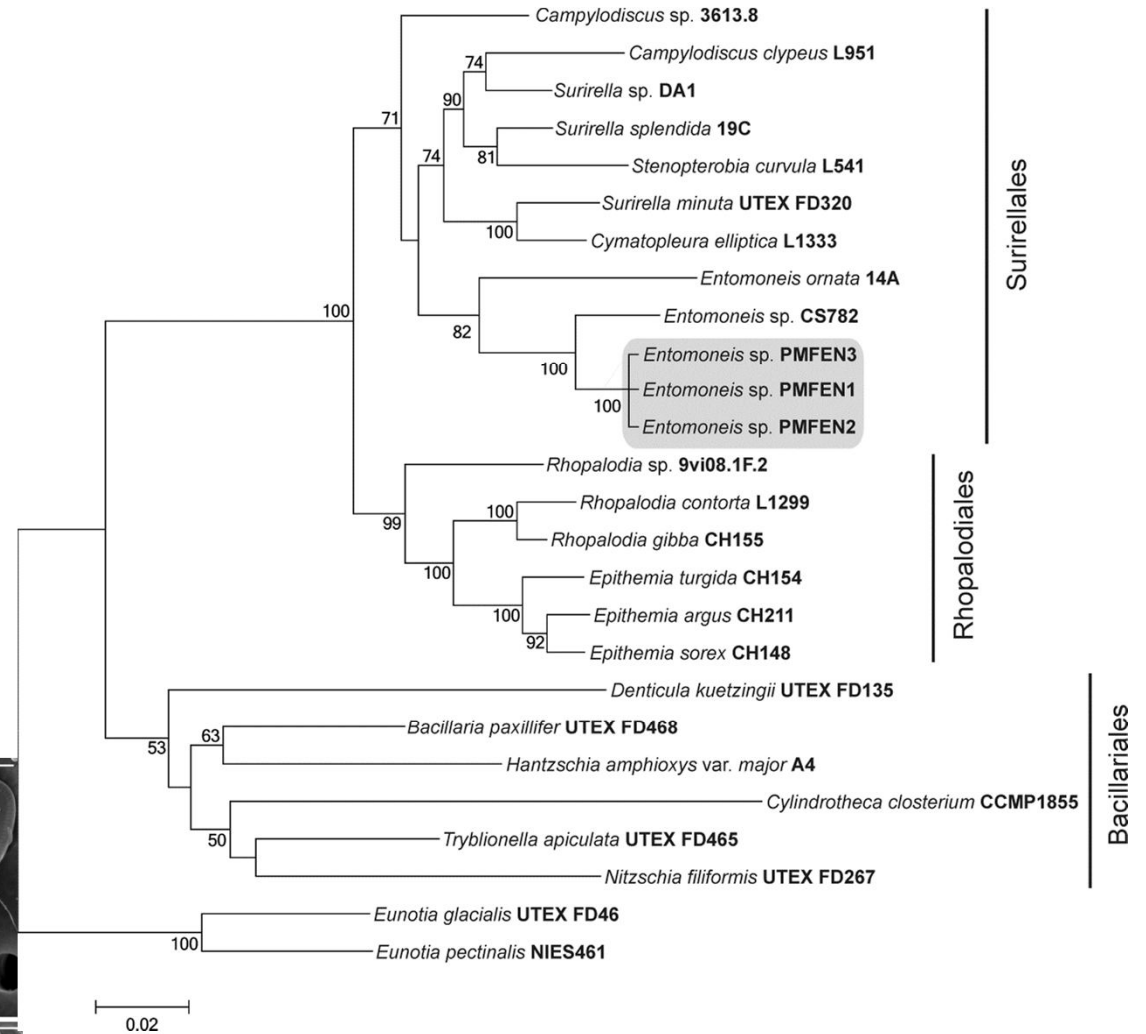 Campylodiscus sp. 3613.8
Campylodiscus clypeus L951
74
Surirella sp. DA1
90
71
Surirella splendida 19C
74
81
Stenopterobia curvula L541
Surirella minuta UTEX FD320
100
Cymatopleura elliptica L1333
Entomoneis ornata 14A
100
Entomoneis sp. CS782
82
Entomoneis sp. PMFEN3
100
Entomoneis sp. PMFEN1
100
Entomoneis sp. PMFEN2
Surirellales
Rhopalodia sp. 9vi08.1F.2
Rhopalodia contorta L1299
100
99
Rhopalodia gibba CH155
100
Epithemia turgida CH154
100
Epithemia argus CH211
92
Epithemia sorex CH148
Rhopalodiales
Denticula kuetzingii UTEX FD135
Bacillaria paxillifer UTEX FD468
63
53
Hantzschia amphioxys var. major A4
Cylindrotheca closterium CCMP1855
50
Tryblionella apiculata UTEX FD465
Nitzschia filiformis UTEX FD267
Bacillariales
Eunotia glacialis UTEX FD46
100
Eunotia pectinalis NIES461
0.02